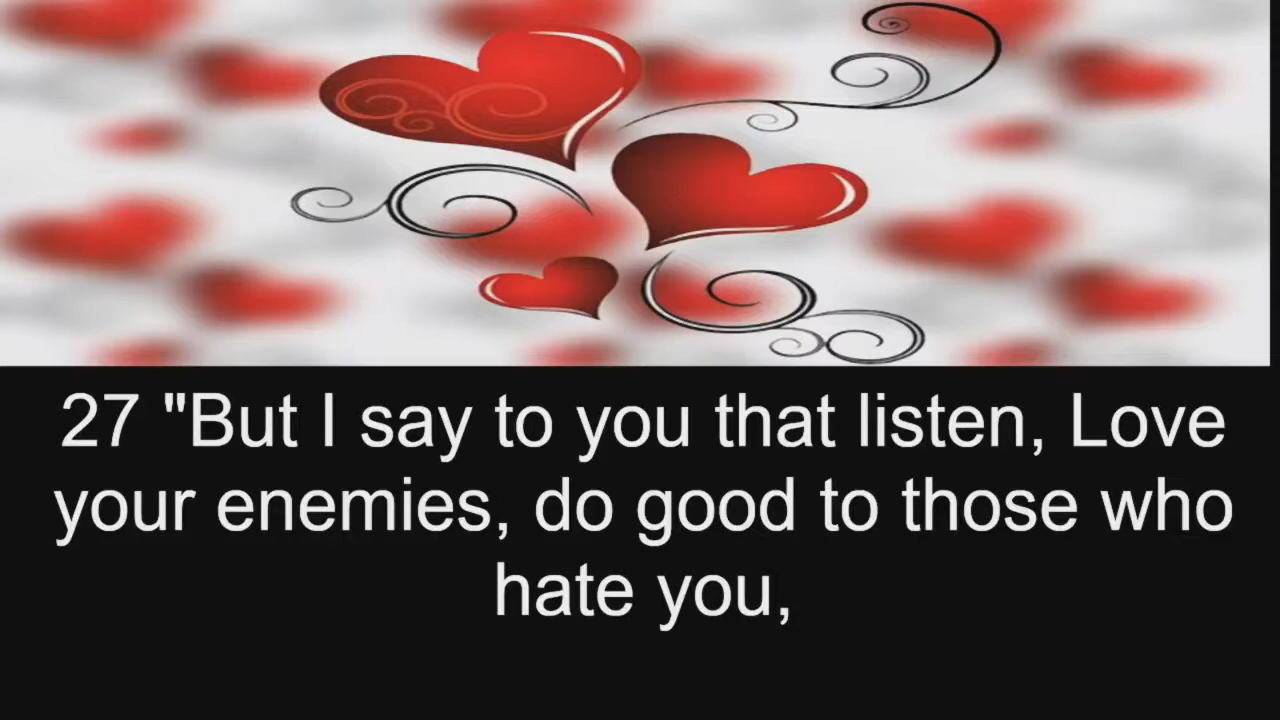 27 "But I say to you that listen, Love
your enemies, do good to those who
hate you,